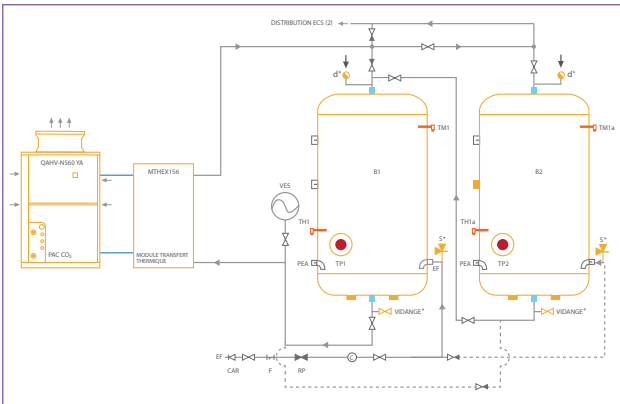 DISTRIBUTION ECS (2)
d*
d*
QAHV-N560 YA
PAC CO₂
MTHEX156
MODULE TRANSFERT
THERMIQUE
VES
TM1
TM1a
B1
B2
TH1
TH1a
S*
S*
PEA
TP1
EF
PEA
TP2
VIDANGE*
VIDANGE*
EF
CAR
F
RP
C